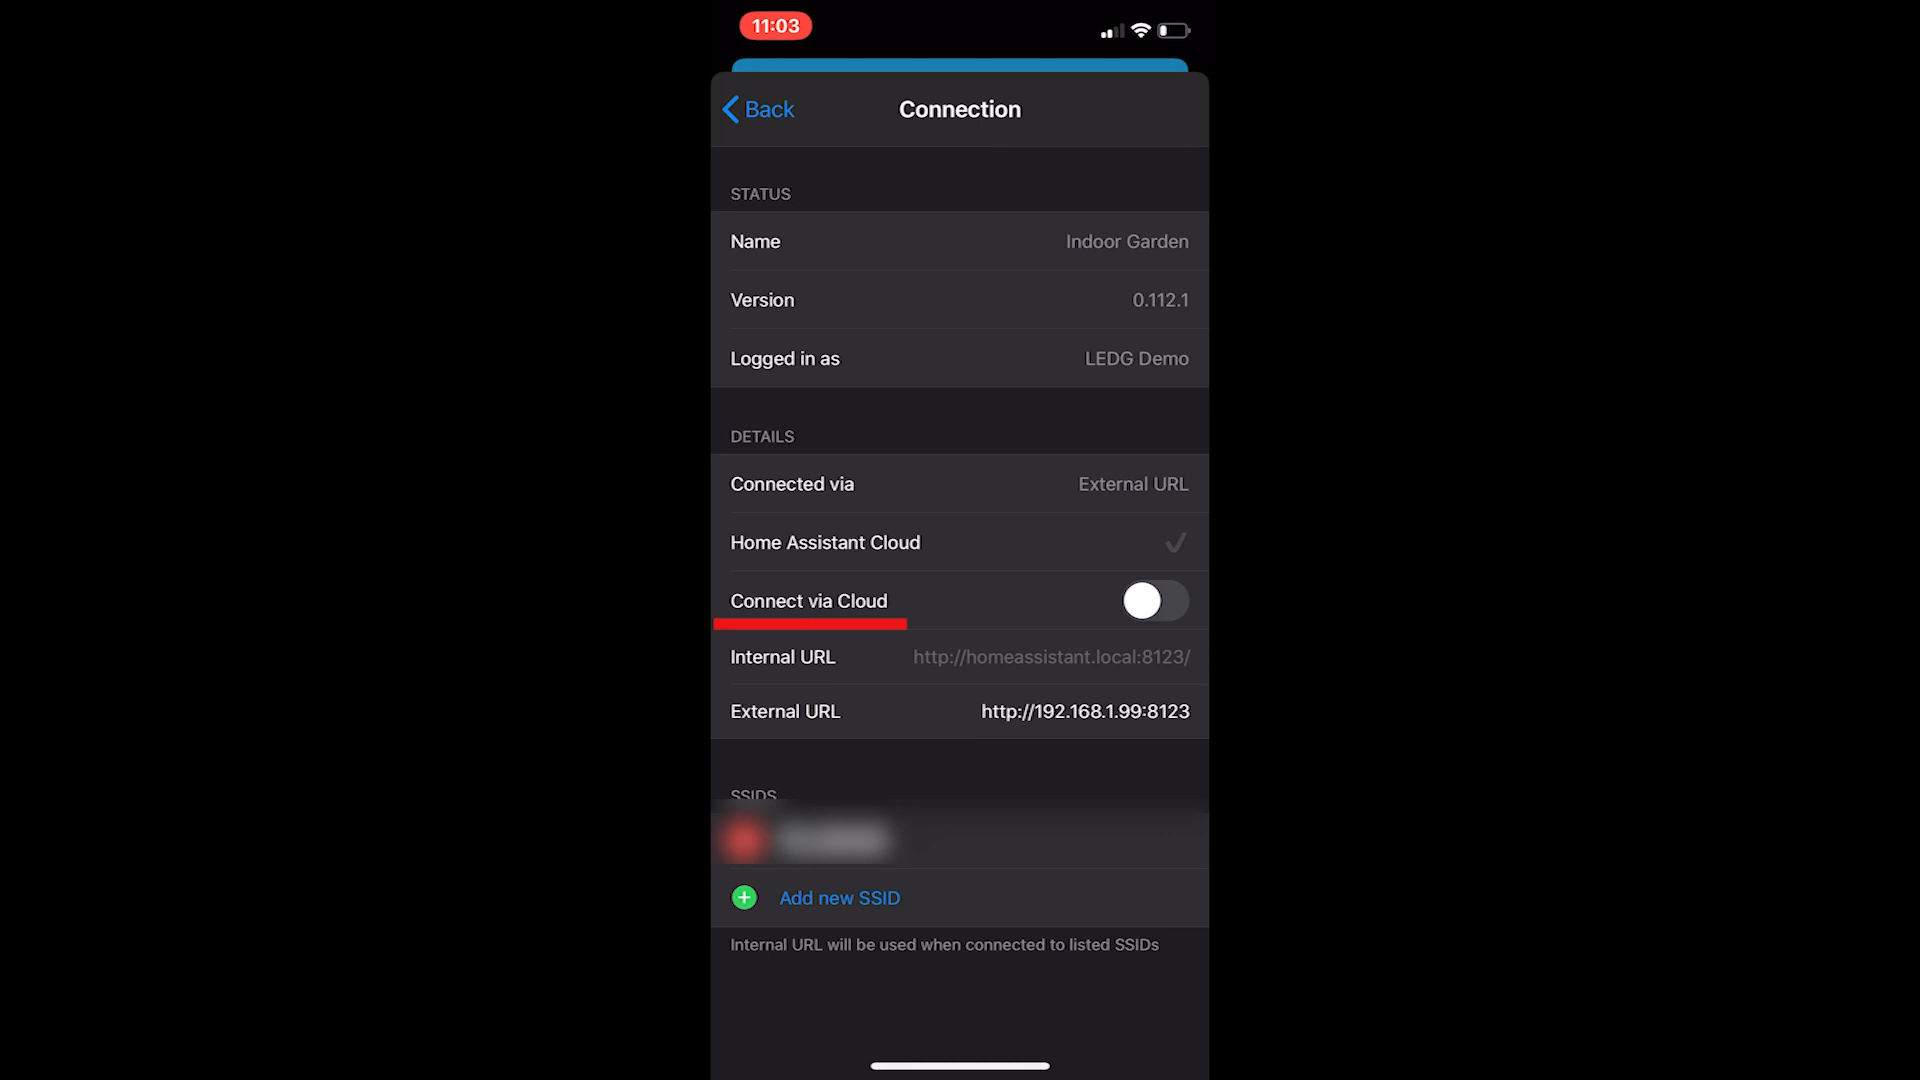 11:03
Back
Connection
STATUS
Name Indoor Garden
Version 0.112.1
Logged in as LEDG Demo
DETAILS
Connected via External URL
Home Assistant Cloud
Connect via Cloud
Internal URL http://homeassistant.local:8123/
External URL http://192.168.1.99:8123
SSIDS
Add new SSID
Internal URL will be used when connected to listed SSIDs